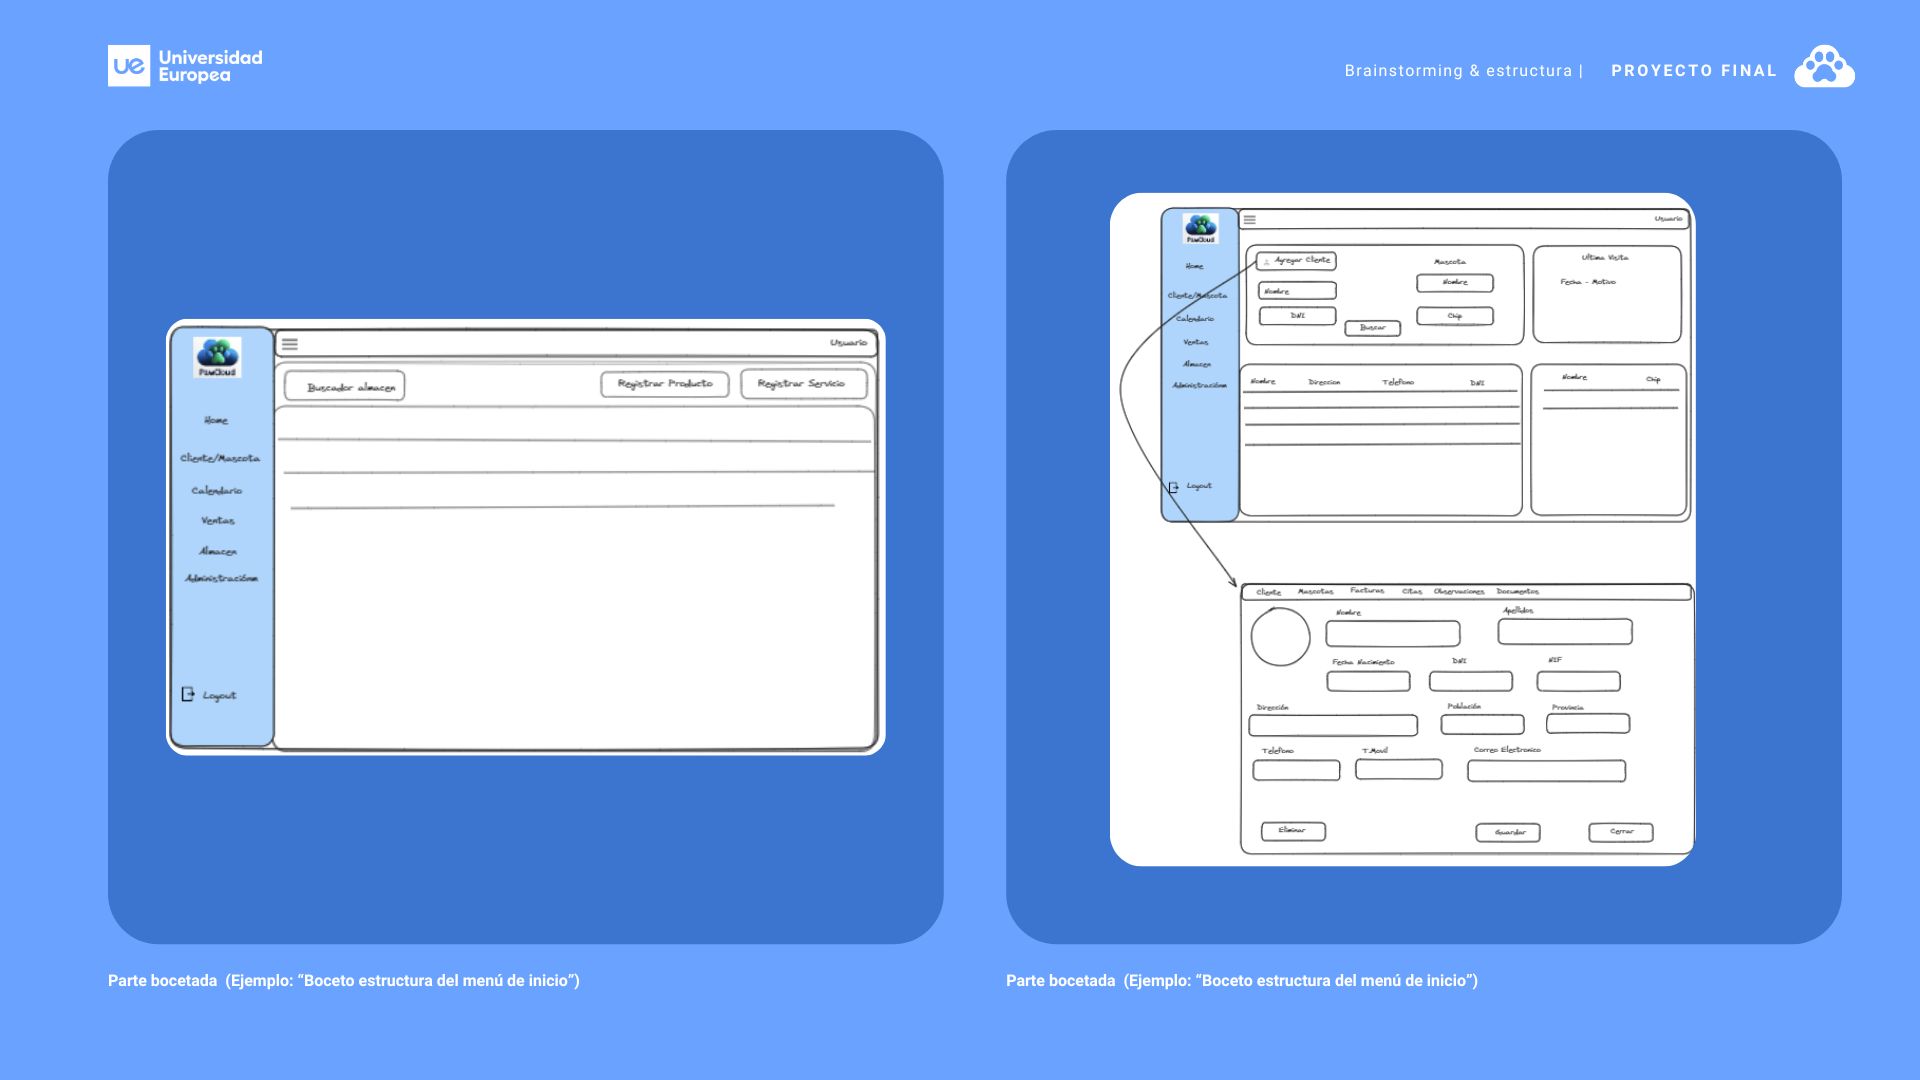 ue Universidad
Europea
Brainstorming & estructura | PROYECTO FINAL
PawCloud
Usuario
Buscador almacen
Registrar Producto
Registrar Servicio
Home
Cliente/Mascota
Calendario
Ventas
Almacen
Administraciónm
Logout
PawCloud
Usuario
Home
Cliente/Mascota
Calendario
Ventas
Almacen
Administraciónm
Logout
Agregar Cliente
Nombre
DNI
Buscar
Mascota
Nombre
Chip
Ultima Visita
Fecha - Motivo
Nombre Direccion Telefono DNI
Nombre Chip
Cliente Mascotas Facturas Citas Observaciones Documentos
Nombre Apellidos
Fecha Nacimiento DNI NIF
Dirección Población Provincia
Telefono T.Movil Correo Electronico
Eliminar Guardar Cerrar
Parte bocetada (Ejemplo: “Boceto estructura del menú de inicio”)
Parte bocetada (Ejemplo: “Boceto estructura del menú de inicio”)